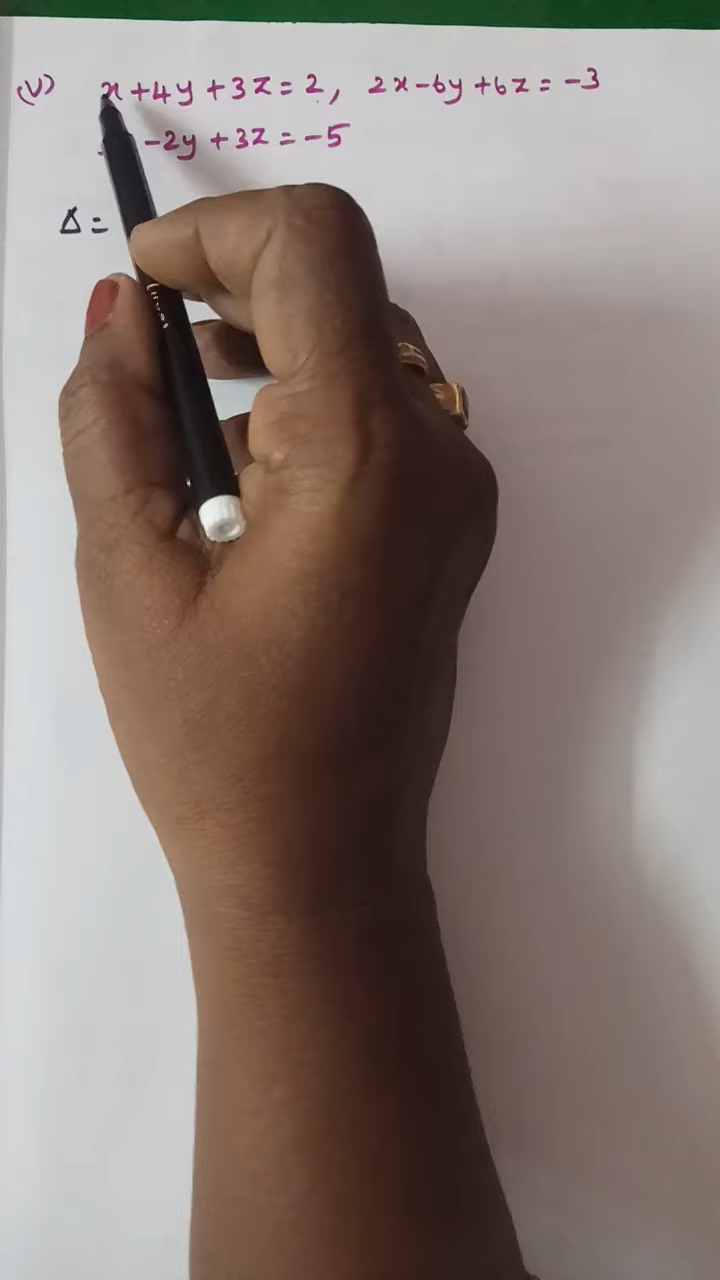 (V) x + 4y + 3z = 2, 2x - 6y + 6z = -3
- 2y + 3z = -5
Δ =